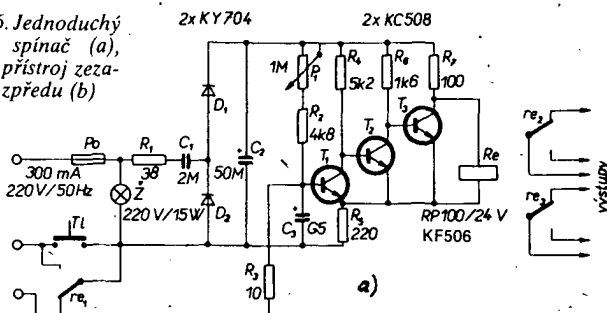 5. Jednoduchý
spínač (a),
přístroj zeza-
zpředu (b)
2x KY704
2x KC508
Po
300 mA
220V/50Hz
R1
38
C1
2M
D1
D2
C2
50M
Ž
220 V/15W
Tl
re1
1M
P1
R2
4k8
R4
5k2
R6
1k6
R7
100
T1
T2
T3
C3
G5
R5
220
R3
10
Re
RP100/24 V
KF506
re2
re3
výstupy
a)